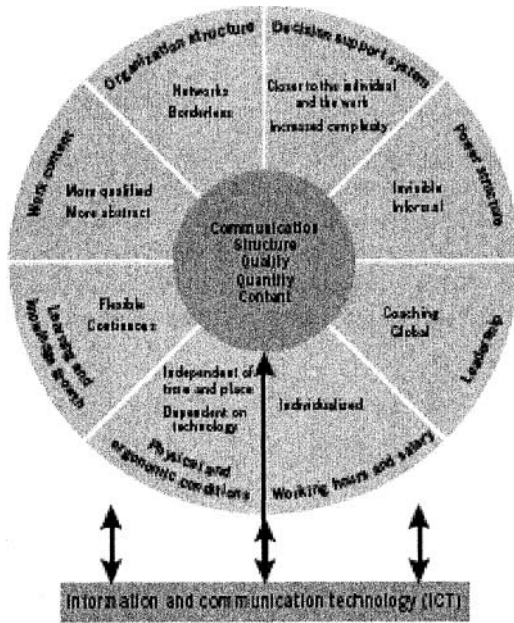 Organization structure
Networks
Borderless
Decision support system
Closer to the individual
and the work
Increased complexity
Power structure
Invisible
Informal
Leadership
Coaching
Global
Working hours and salary
Individualized
Physical and
ergonomic conditions
Independent of
time and place
Dependent on
technology
Learning and
knowledge growth
Flexible
Continuous
Work content
More qualified
More abstract
Communication
Structure
Quality
Quantity
Content
Information and communication technology (ICT)